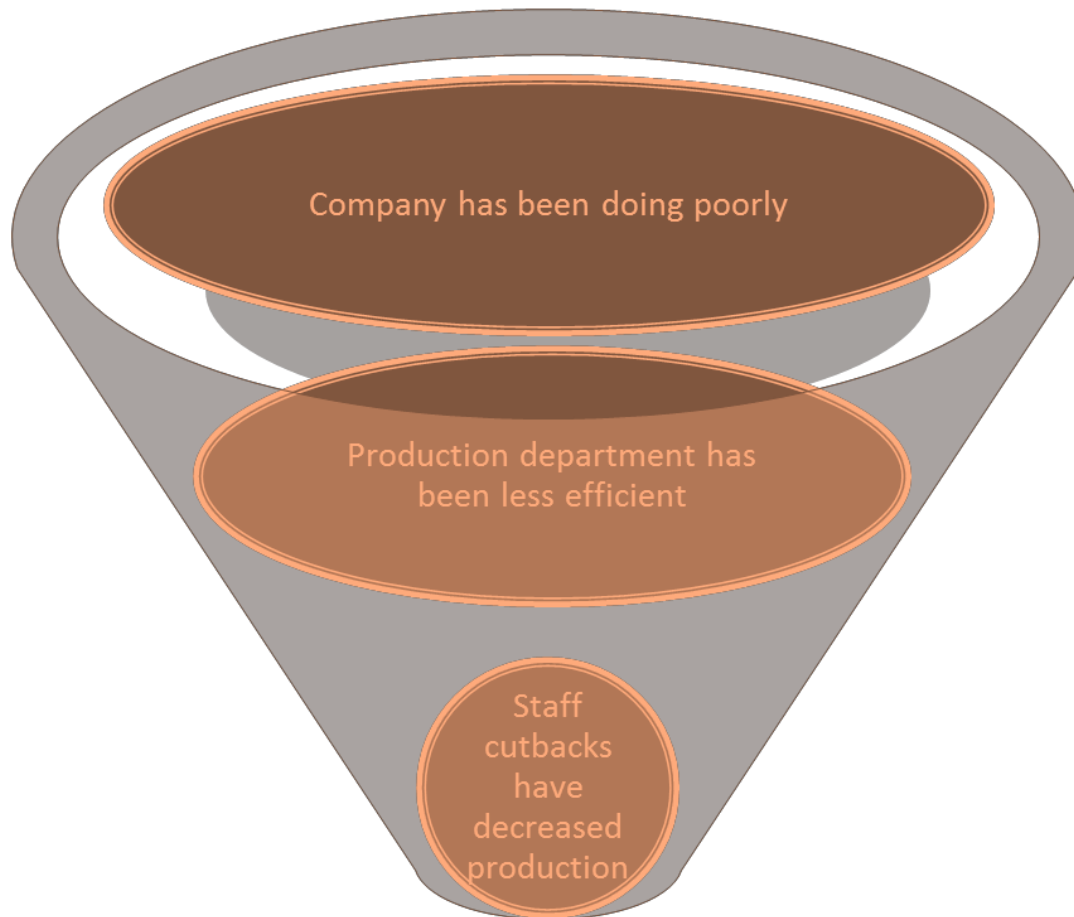 Company has been doing poorly
Production department has
been less efficient
Staff
cutbacks
have
decreased
production